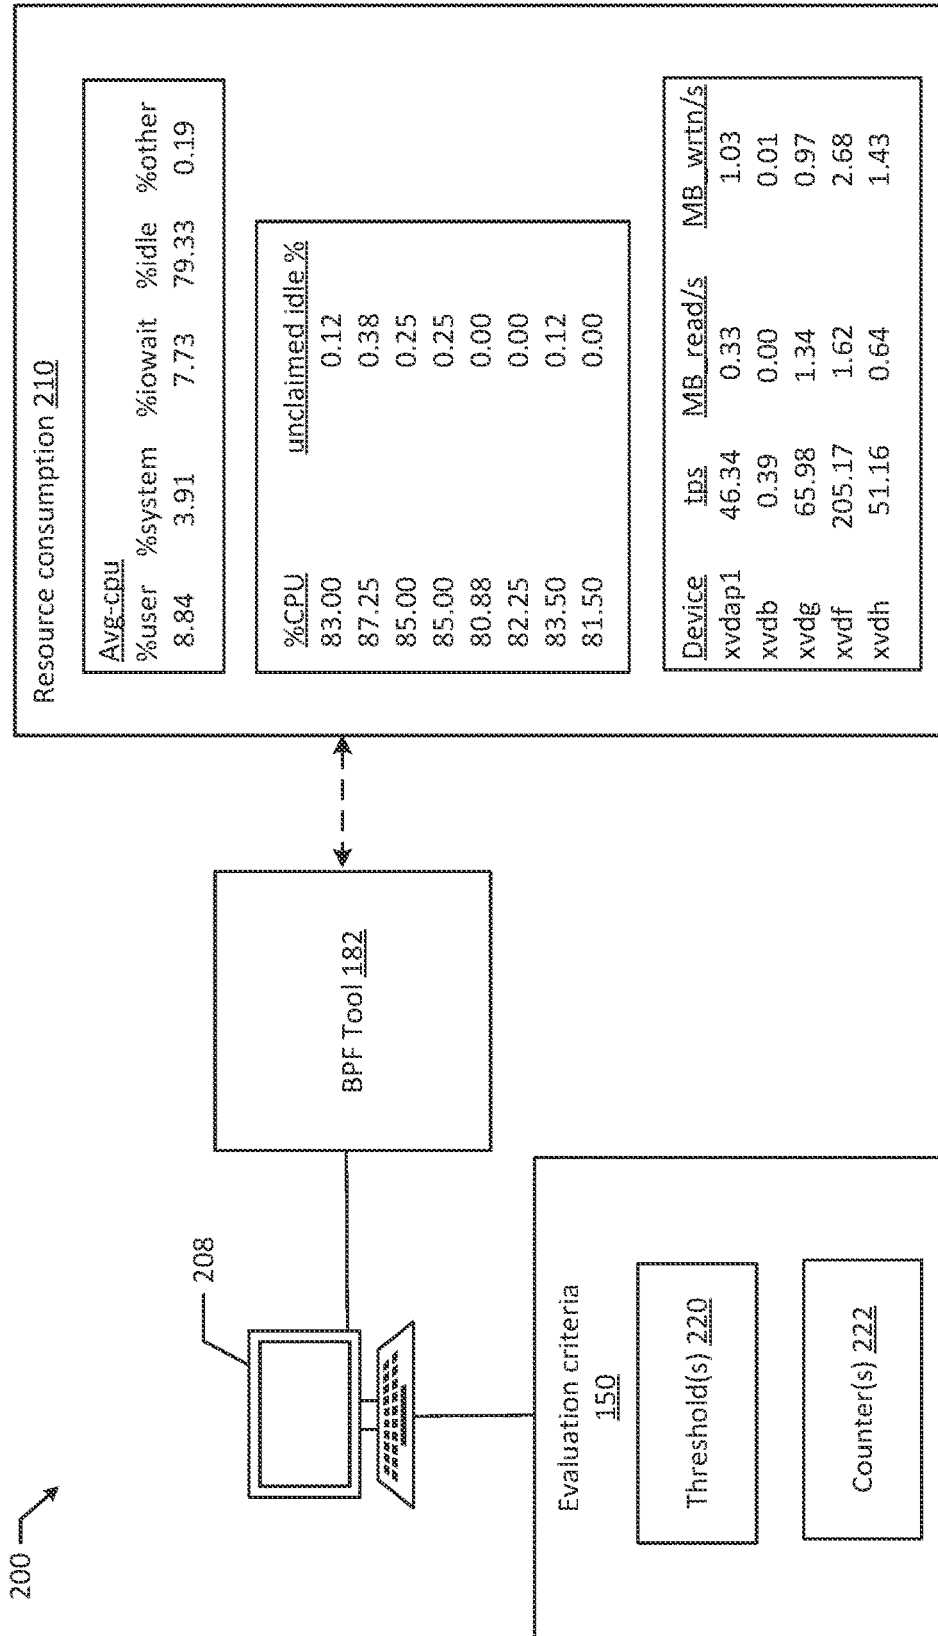 200
208
BPF Tool 182
Evaluation criteria
150
Threshold(s) 220
Counter(s) 222
Resource consumption 210
Avg-cpu
%user %system %iowait %idle %other
8.84 3.91 7.73 79.33 0.19
%CPU unclaimed idle %
83.00 0.12
87.25 0.38
85.00 0.25
85.00 0.25
80.88 0.00
82.25 0.00
83.50 0.12
81.50 0.00
Device tps MB_read/s MB_wrtn/s
xvdap1 46.34 0.33 1.03
xvdb 0.39 0.00 0.01
xvdg 65.98 1.34 0.97
xvdf 205.17 1.62 2.68
xvdh 51.16 0.64 1.43